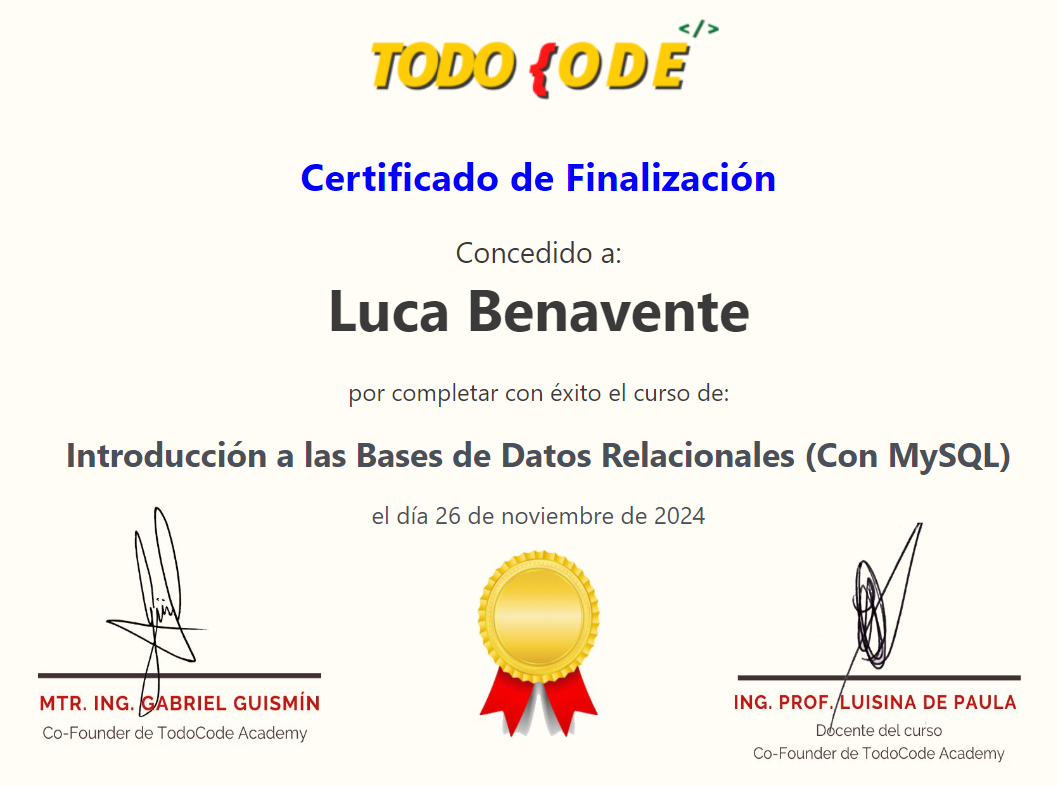 </>
TODO {ODE
Certificado de Finalización
Concedido a:
Luca Benavente
por completar con éxito el curso de:
Introducción a las Bases de Datos Relacionales (Con MySQL)
el día 26 de noviembre de 2024
MTR. ING. GABRIEL GUISMÍN
Co-Founder de TodoCode Academy
ING. PROF. LUISINA DE PAULA
Docente del curso
Co-Founder de TodoCode Academy